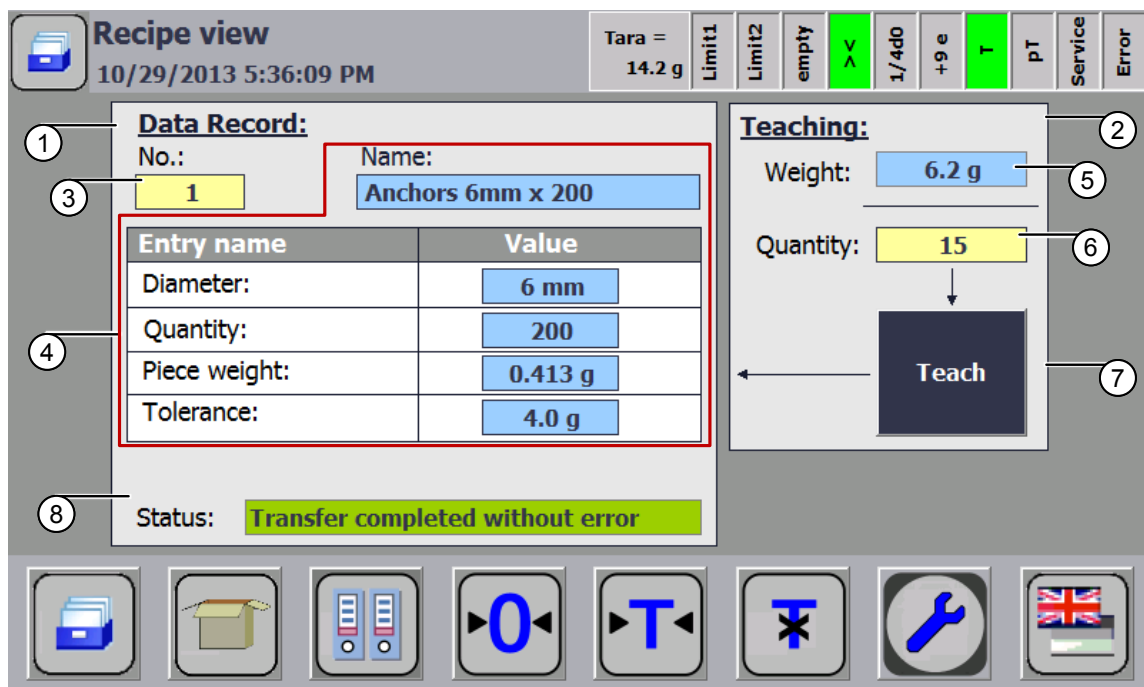 Recipe view
10/29/2013 5:36:09 PM
Tara =
14.2 g
Limit1
Limit2
empty
><
1/4d0
+9 e
T
pT
Service
Error
1
Data Record:
No.:
Name:
3
1
Anchors 6mm x 200
Entry name Value
Diameter: 6 mm
Quantity: 200
4
Piece weight: 0.413 g
Tolerance: 4.0 g
8
Status: Transfer completed without error
2
Teaching:
Weight: 6.2 g
5
Quantity: 15
6
Teach
7
0
T
T